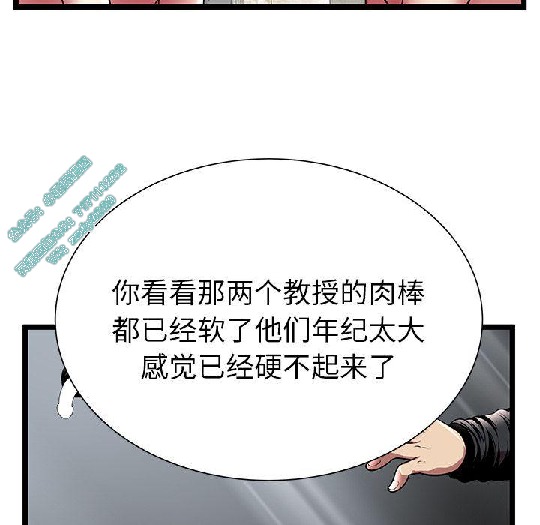 你看看那两个教授的肉棒
都已经软了他们年纪太大
感觉已经硬不起来了